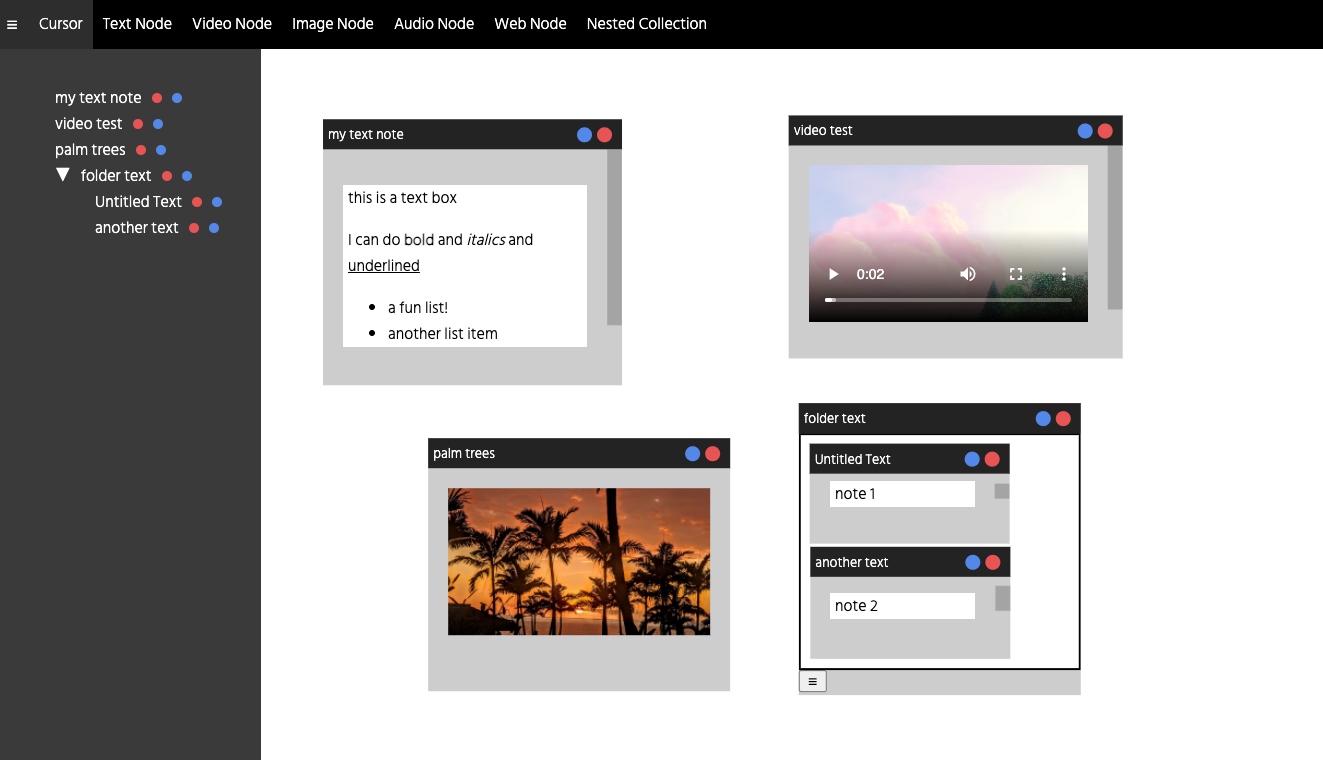 ≡ Cursor Text Node Video Node Image Node Audio Node Web Node Nested Collection
my text note
video test
palm trees
▼ folder text
Untitled Text
another text
my text note
this is a text box
I can do bold and italics and
underlined
• a fun list!
• another list item
video test
0:02
palm trees
folder text
Untitled Text
note 1
another text
note 2
≡